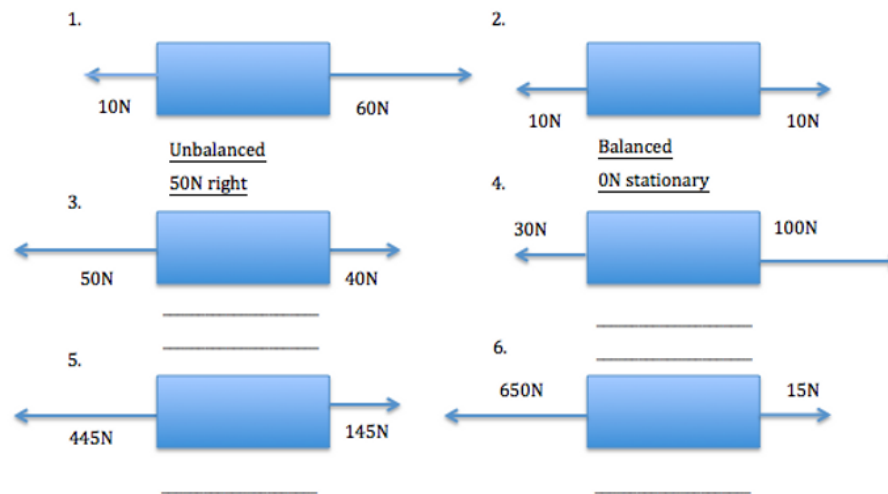 1.
10N
60N
Unbalanced
50N right
2.
10N
10N
Balanced
0N stationary
3.
50N
40N
4.
30N
100N
5.
445N
145N
6.
650N
15N